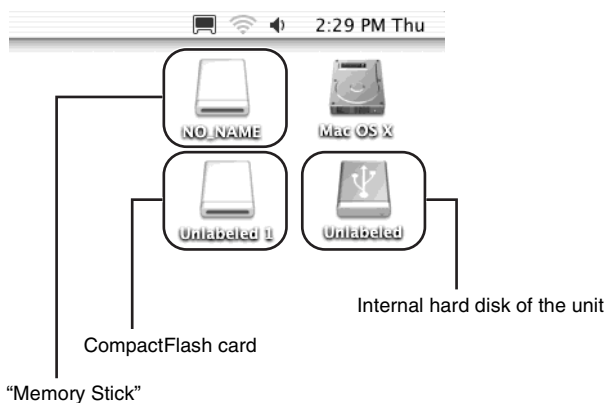 2:29 PM Thu
NO_NAME
Mac OS X
Unlabeled 1
Unlabeled
Internal hard disk of the unit
CompactFlash card
“Memory Stick”